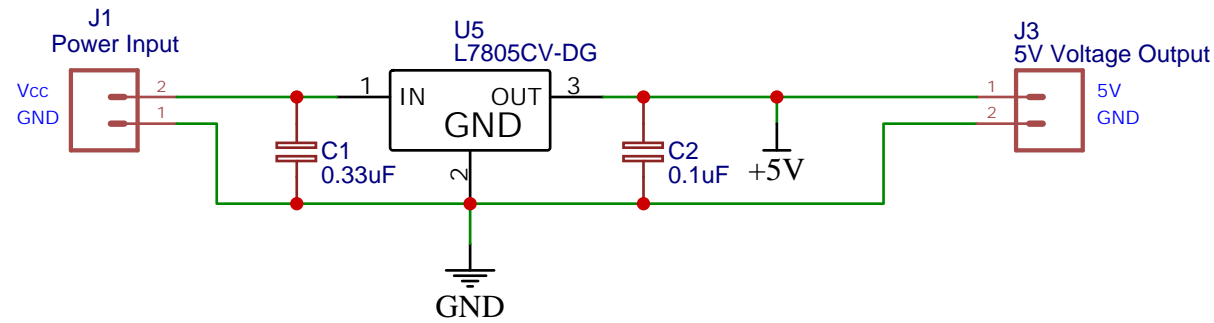 J1
Power Input
Vcc
GND
2
1
U5
L7805CV-DG
1
IN
OUT
3
GND
2
C1
0.33uF
C2
0.1uF
+5V
GND
J3
5V Voltage Output
1
2
5V
GND